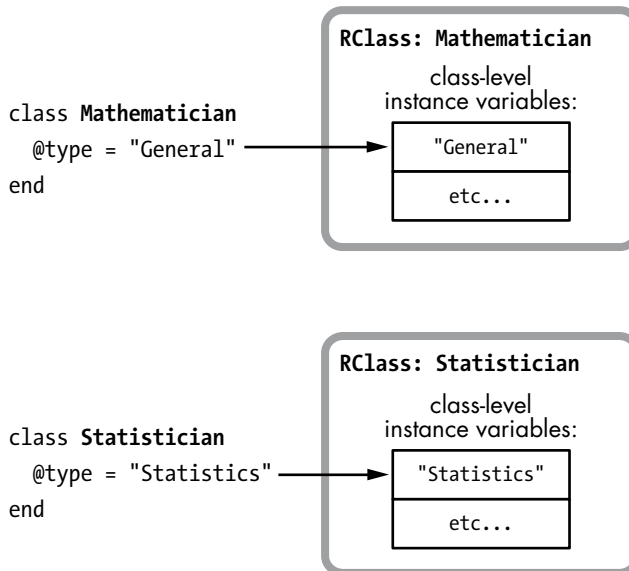 RClass: Mathematician
class-level
instance variables:
class Mathematician
@type = "General"
"General"
end
etc...
RClass: Statistician
class-level
instance variables:
class Statistician
@type = "Statistics"
"Statistics"
end
etc...